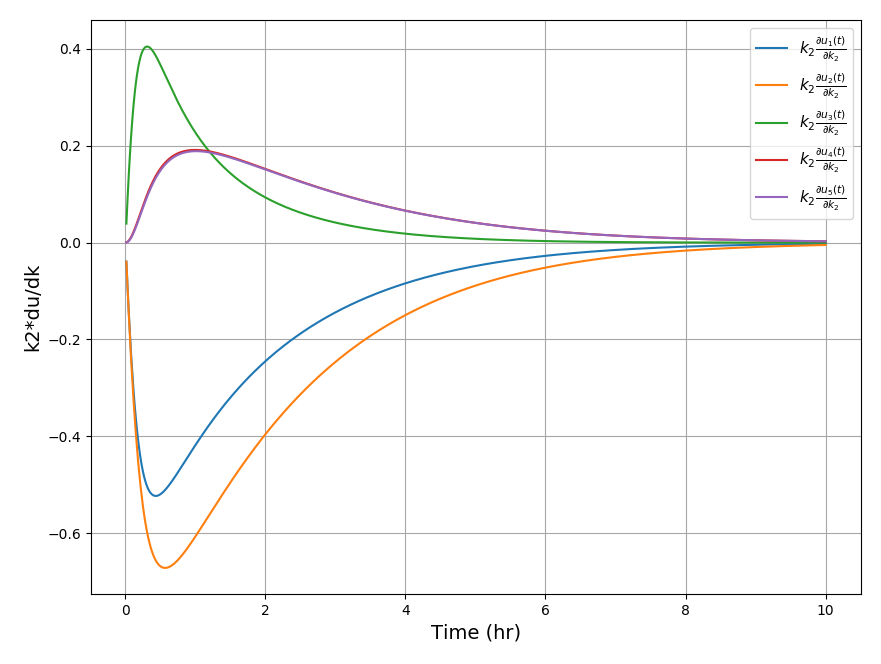 k₂ ∂u₁(t)/∂k₂
k₂ ∂u₂(t)/∂k₂
k₂ ∂u₃(t)/∂k₂
k₂ ∂u₄(t)/∂k₂
k₂ ∂u₅(t)/∂k₂
0.4
0.2
0.0
−0.2
−0.4
−0.6
k2*du/dk
0 2 4 6 8 10
Time (hr)